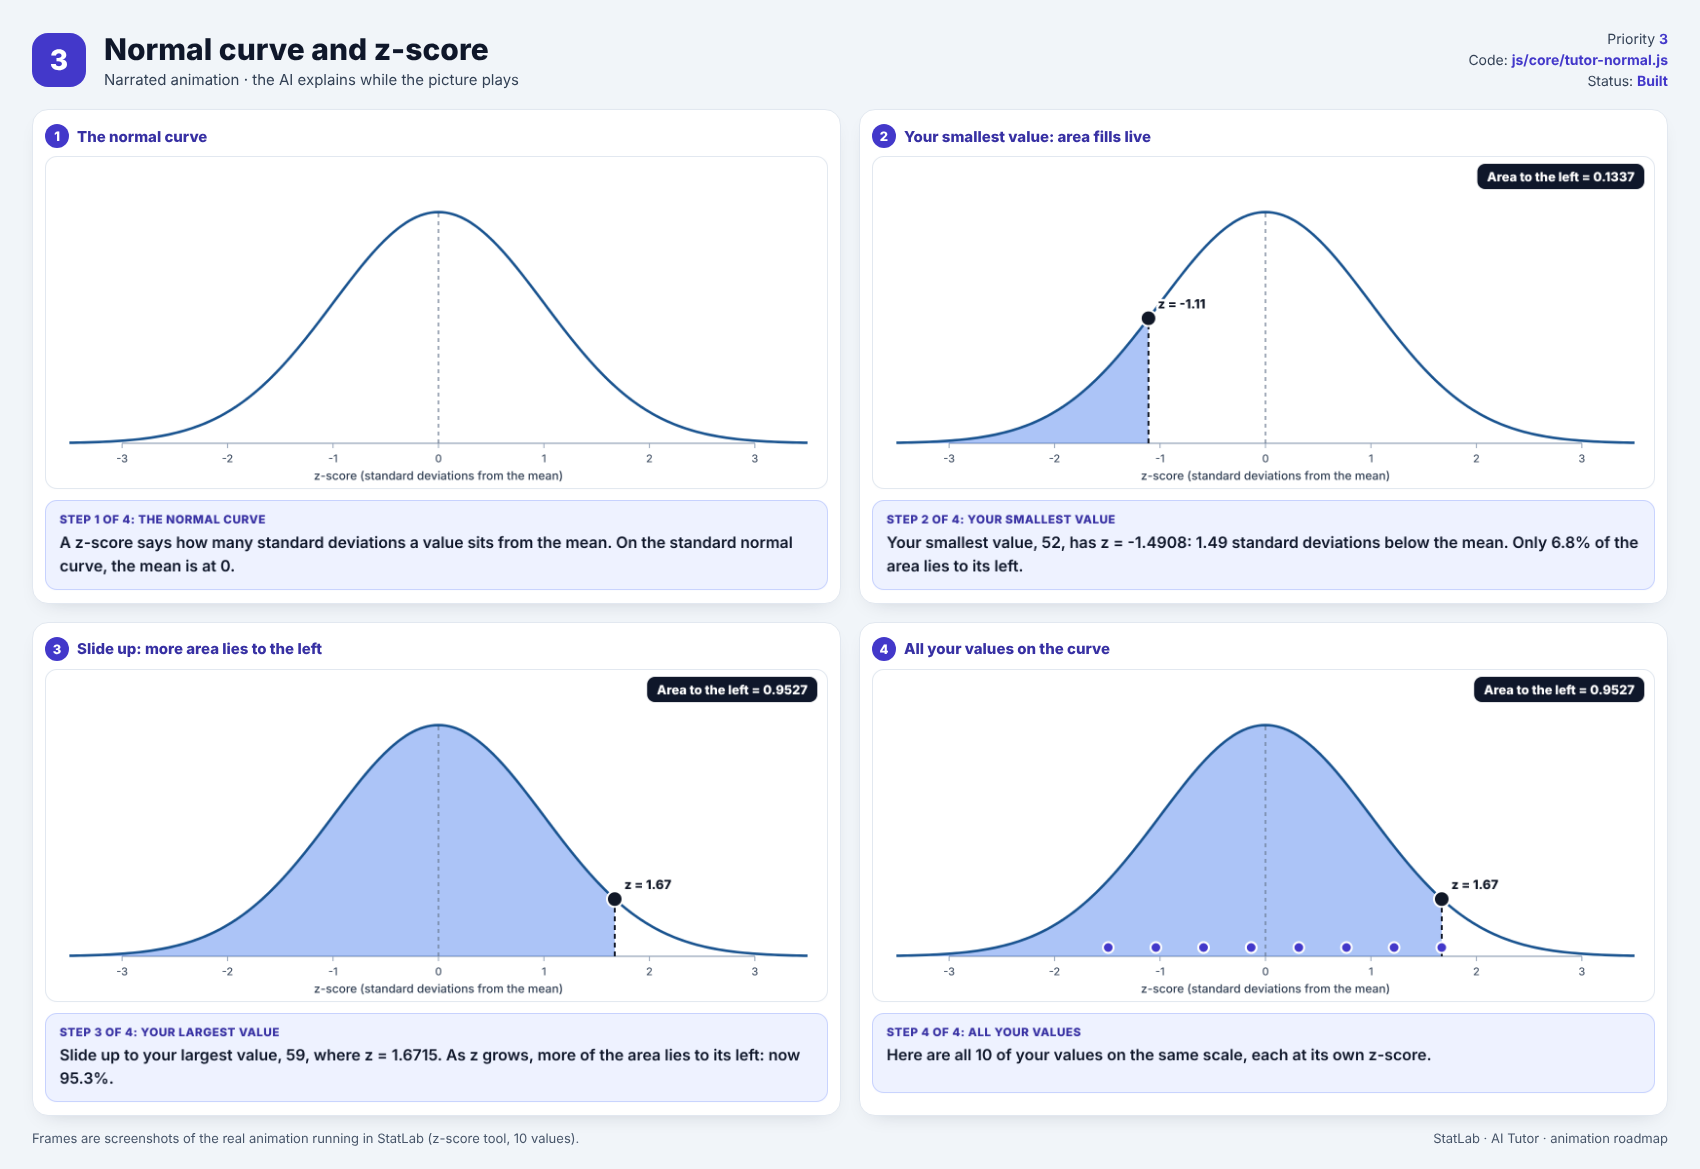 3
Normal curve and z-score
Narrated animation · the AI explains while the picture plays
Priority 3
Code: js/core/tutor-normal.js
Status: Built
1 The normal curve
-3 -2 -1 0 1 2 3
z-score (standard deviations from the mean)
STEP 1 OF 4: THE NORMAL CURVE
A z-score says how many standard deviations a value sits from the mean. On the standard normal
curve, the mean is at 0.
2 Your smallest value: area fills live
Area to the left = 0.1337
z = -1.11
-3 -2 -1 0 1 2 3
z-score (standard deviations from the mean)
STEP 2 OF 4: YOUR SMALLEST VALUE
Your smallest value, 52, has z = -1.4908: 1.49 standard deviations below the mean. Only 6.8% of the
area lies to its left.
3 Slide up: more area lies to the left
Area to the left = 0.9527
z = 1.67
-3 -2 -1 0 1 2 3
z-score (standard deviations from the mean)
STEP 3 OF 4: YOUR LARGEST VALUE
Slide up to your largest value, 59, where z = 1.6715. As z grows, more of the area lies to its left: now
95.3%.
4 All your values on the curve
Area to the left = 0.9527
z = 1.67
-3 -2 -1 0 1 2 3
z-score (standard deviations from the mean)
STEP 4 OF 4: ALL YOUR VALUES
Here are all 10 of your values on the same scale, each at its own z-score.
Frames are screenshots of the real animation running in StatLab (z-score tool, 10 values).
StatLab · AI Tutor · animation roadmap